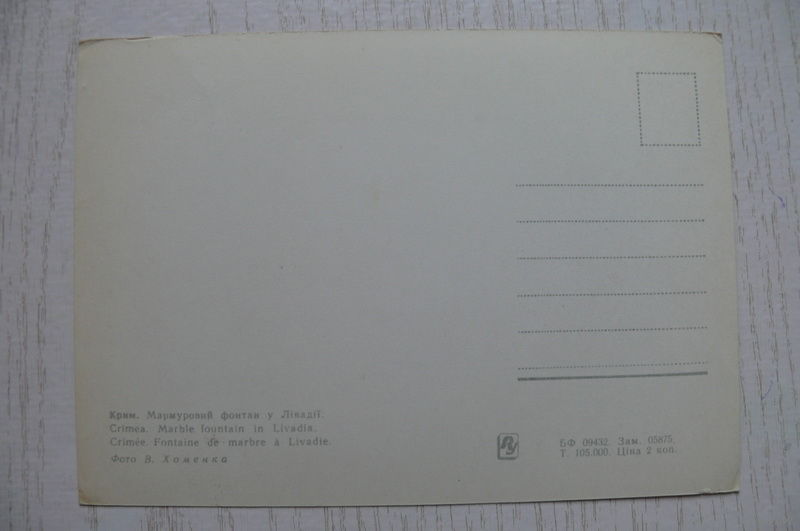 Крим. Мармуровий фонтан у Лівадії.
Crimea. Marble fountain in Livadia.
Crimée. Fontaine de marbre à Livadie.
Фото В. Хоменка
РУ
БФ 09432. Зам. 05875.
Т. 105.000. Ціна 2 коп.